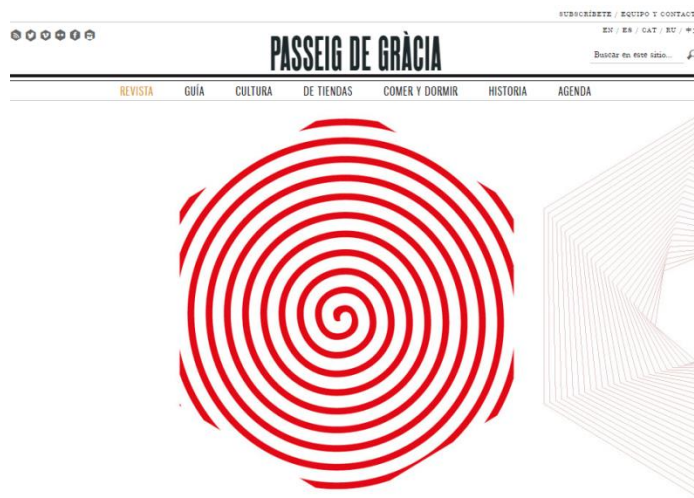 SUBSCRÍBETE / EQUIPO Y CONTACT
EN / ES / CAT / RU / 中
PASSEIG DE GRÀCIA
Buscar en este sitio...
REVISTA GUÍA CULTURA DE TIENDAS COMER Y DORMIR HISTORIA AGENDA